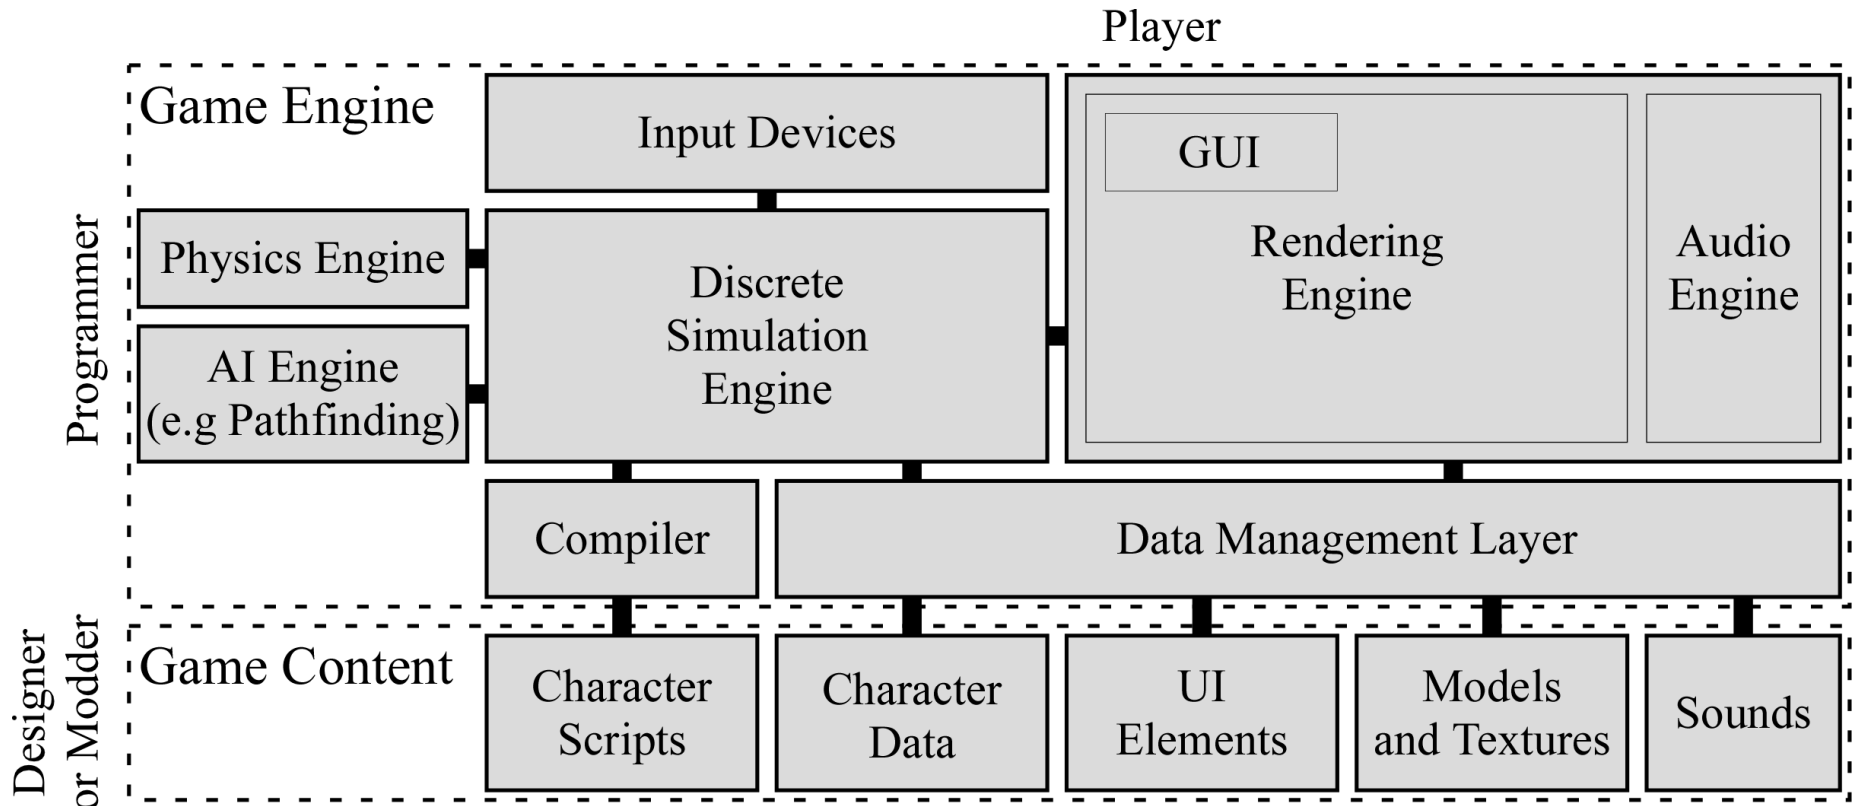 Player
Game Engine
Input Devices
GUI
Rendering
Engine
Audio
Engine
Programmer
Physics Engine
Discrete
Simulation
Engine
AI Engine
(e.g Pathfinding)
Compiler
Data Management Layer
Designer
or Modder
Game Content
Character
Scripts
Character
Data
UI
Elements
Models
and Textures
Sounds